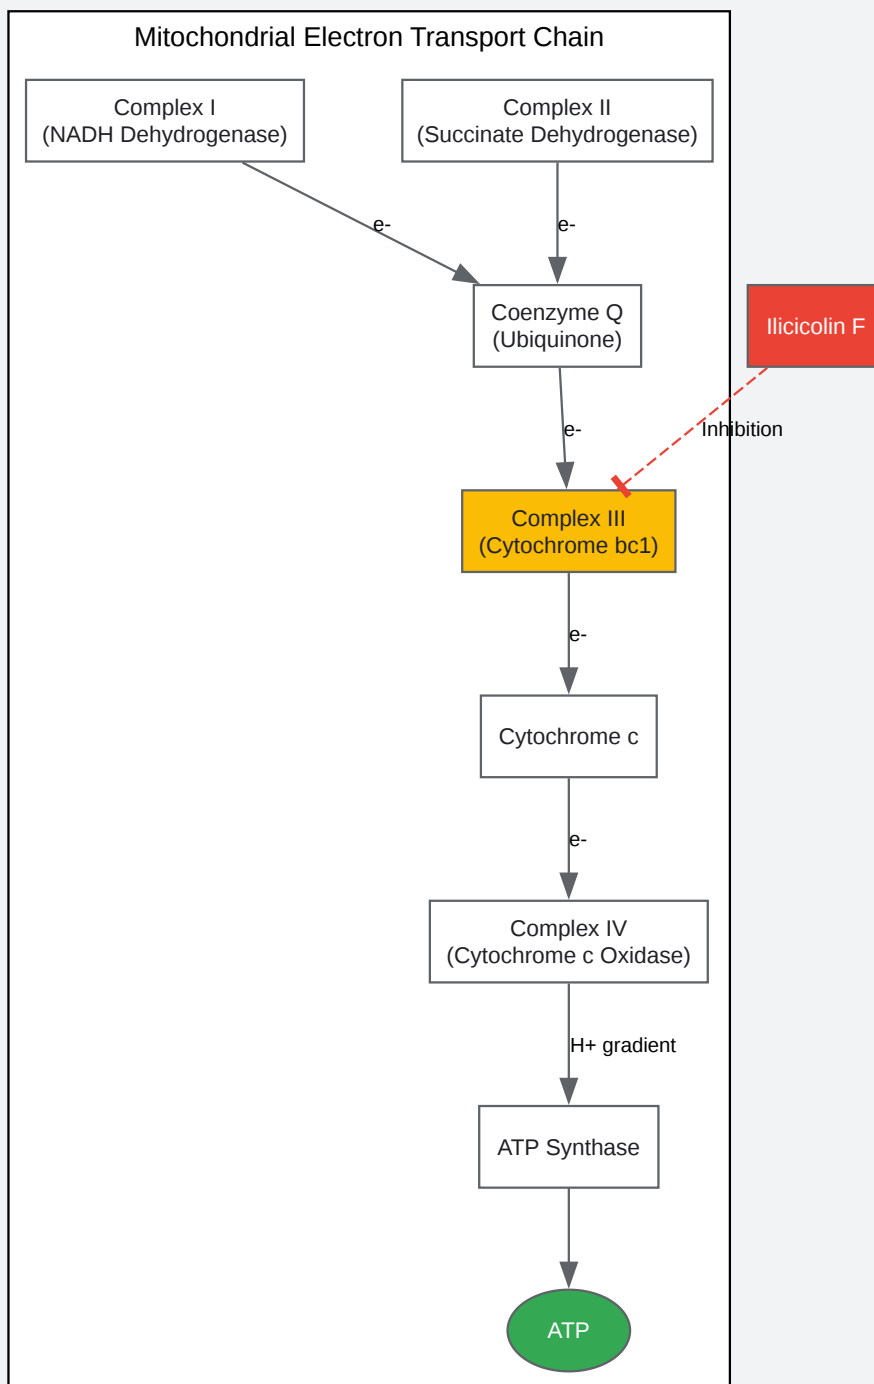 Mitochondrial Electron Transport Chain
Complex I
(NADH Dehydrogenase)
Complex II
(Succinate Dehydrogenase)
e-
e-
Coenzyme Q
(Ubiquinone)
Ilicicolin F
e-
Inhibition
Complex III
(Cytochrome bc1)
e-
Cytochrome c
e-
Complex IV
(Cytochrome c Oxidase)
H+ gradient
ATP Synthase
ATP